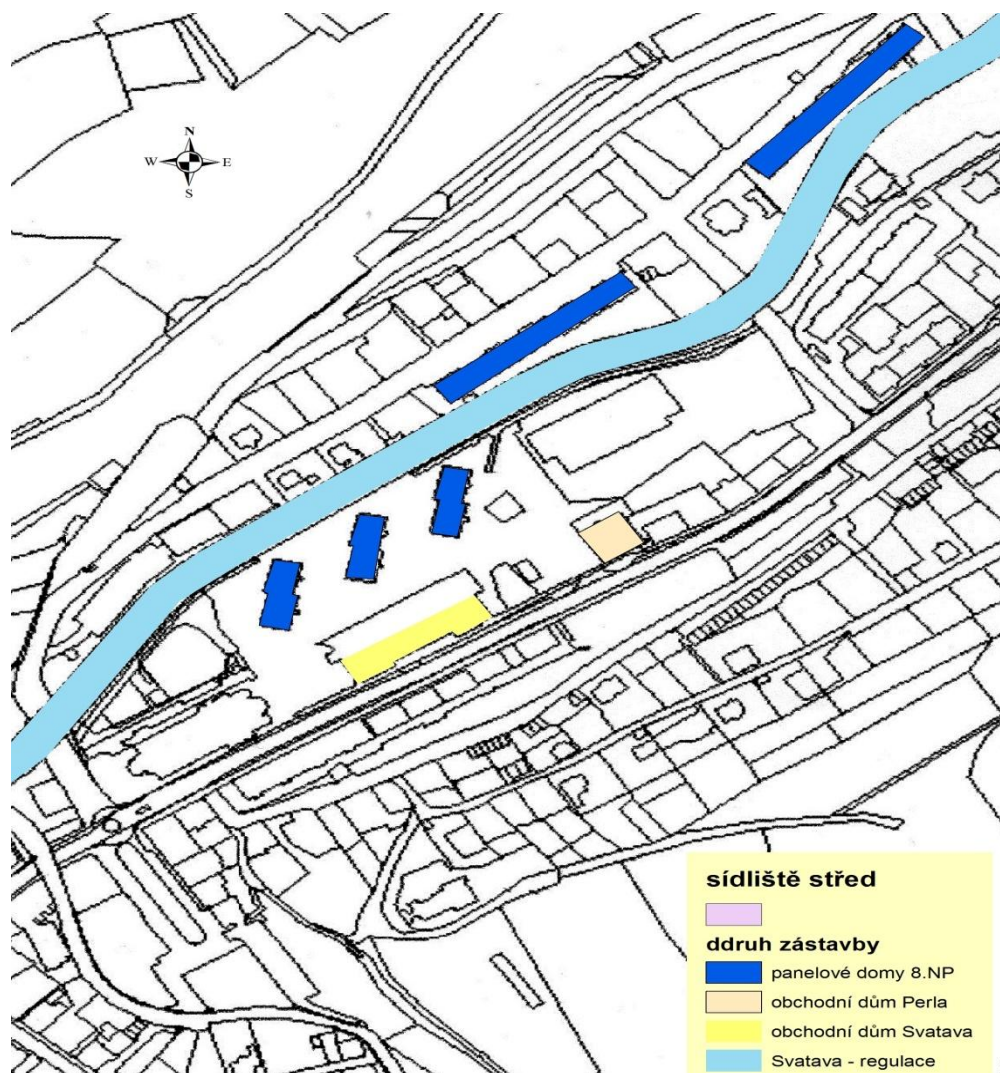 N
W E
S
sídliště střed
ddruh zástavby
panelové domy 8.NP
obchodní dům Perla
obchodní dům Svatava
Svatava - regulace